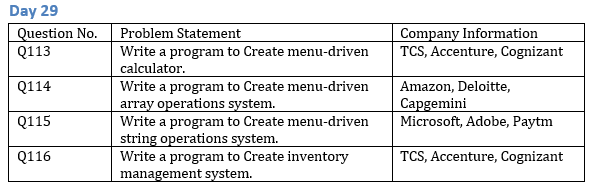 Day 29
Question No. Problem Statement Company Information
Q113 Write a program to Create menu-driven TCS, Accenture, Cognizant
calculator.
Q114 Write a program to Create menu-driven Amazon, Deloitte,
array operations system. Capgemini
Q115 Write a program to Create menu-driven Microsoft, Adobe, Paytm
string operations system.
Q116 Write a program to Create inventory TCS, Accenture, Cognizant
management system.